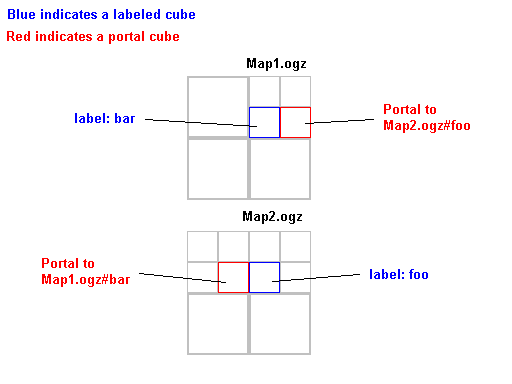 Blue indicates a labeled cube
Red indicates a portal cube
Map1.ogz
label: bar
Portal to
Map2.ogz#foo
Map2.ogz
Portal to
Map1.ogz#bar
label: foo